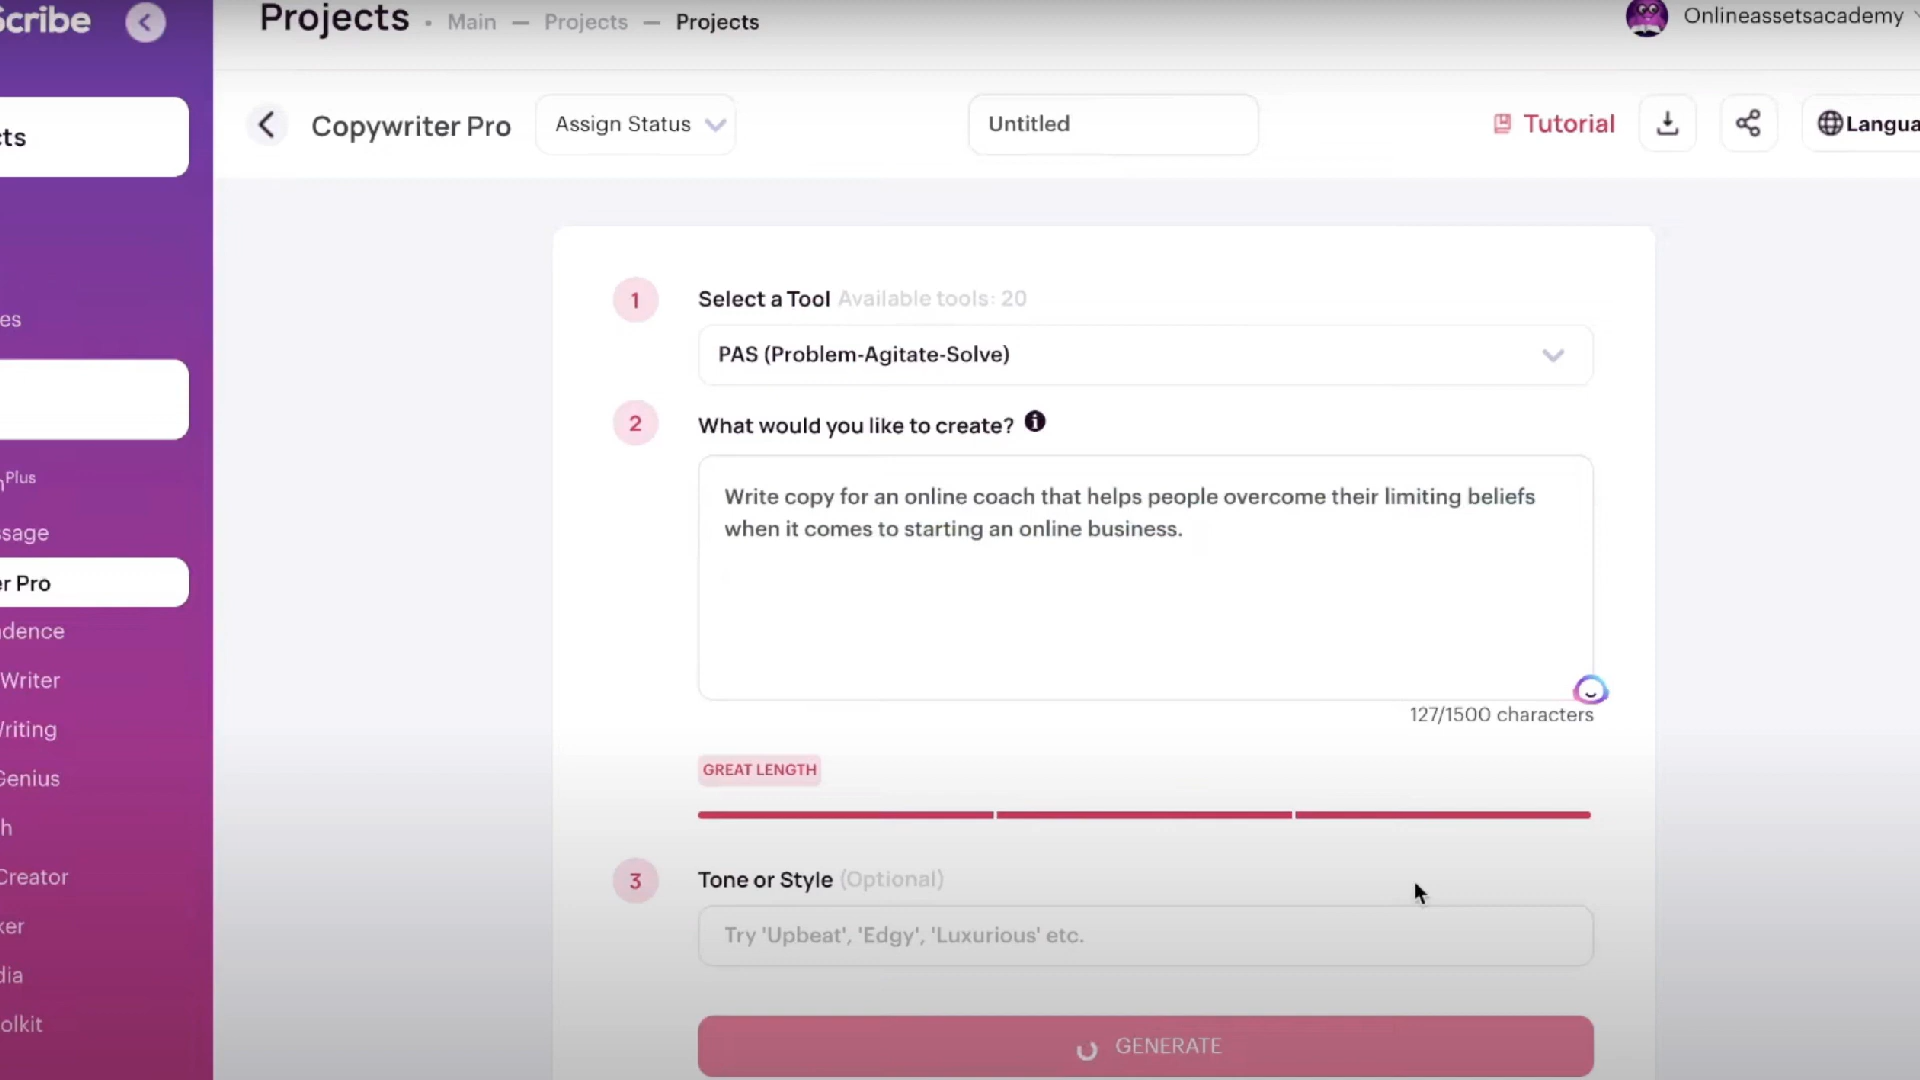 Scribe
Projects • Main — Projects — Projects
Onlineassetsacademy
Copywriter Pro
Assign Status
Untitled
Tutorial
Langua
cts
es
Plus
ssage
er Pro
dence
Writer
Writing
Genius
h
Creator
ker
dia
olkit
1
Select a Tool Available tools: 20
PAS (Problem-Agitate-Solve)
2
What would you like to create?
Write copy for an online coach that helps people overcome their limiting beliefs
when it comes to starting an online business.
127/1500 characters
GREAT LENGTH
3
Tone or Style (Optional)
Try 'Upbeat', 'Edgy', 'Luxurious' etc.
GENERATE